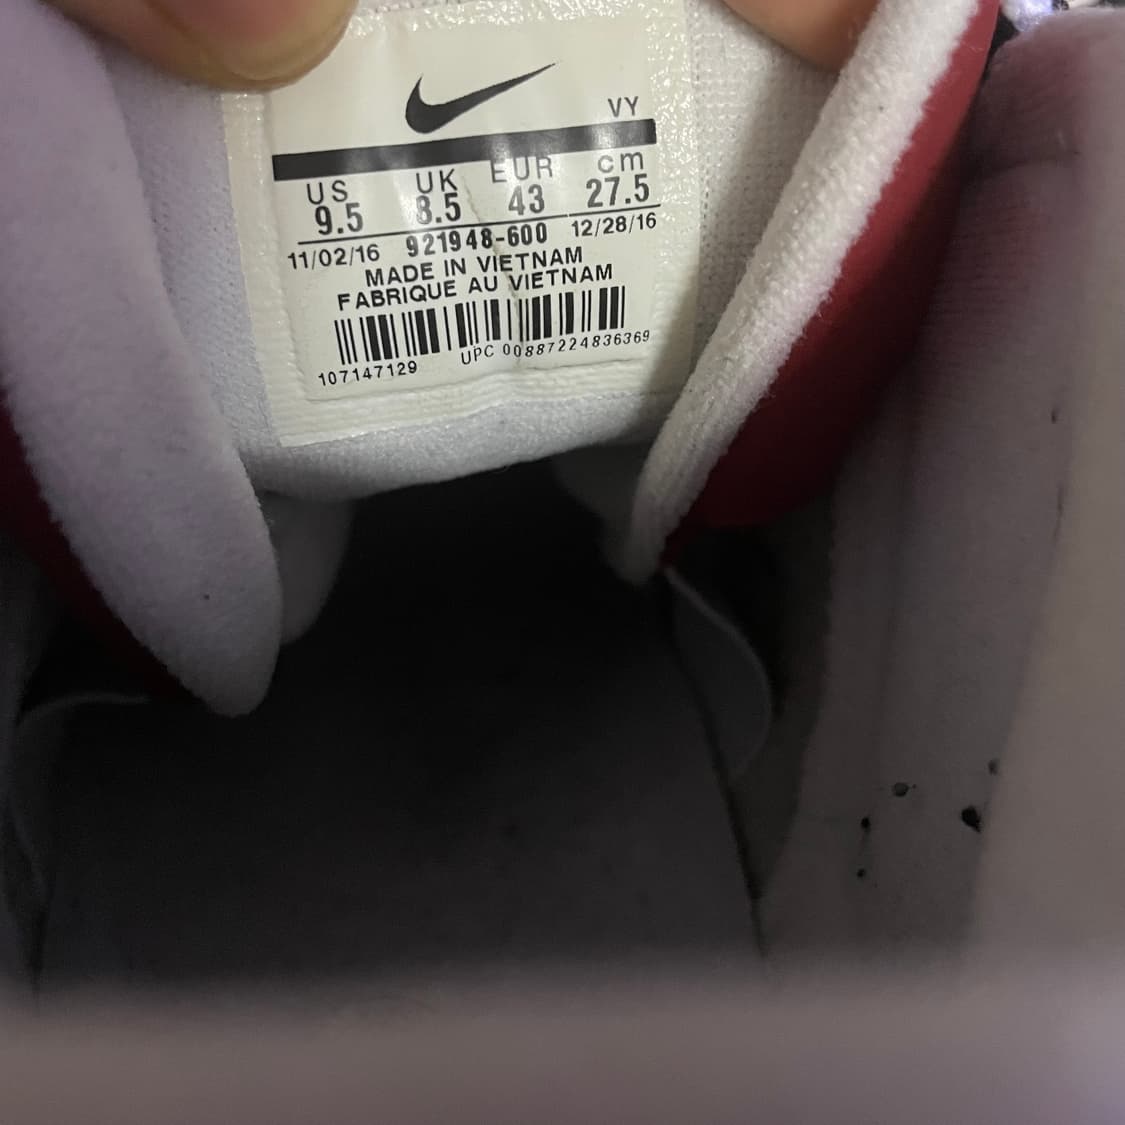 VY
US UK EUR cm
9.5 8.5 43 27.5
11/02/16 921948-600 12/28/16
MADE IN VIETNAM
FABRIQUE AU VIETNAM
107147129 UPC 00887224836369